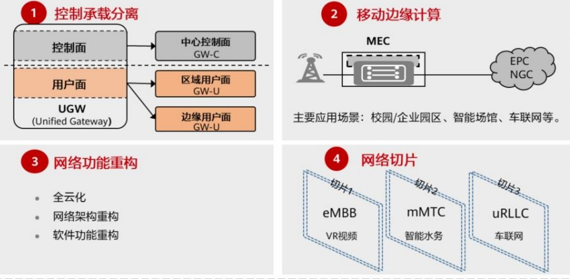 1 控制承载分离
控制面
中心控制面
GW-C
用户面
区域用户面
GW-U
UGW
(Unified Gateway)
边缘用户面
GW-U
2 移动边缘计算
MEC
EPC
NGC
主要应用场景：校园/企业园区、智能场馆、车联网等。
3 网络功能重构
• 全云化
• 网络架构重构
• 软件功能重构
4 网络切片
切片1
eMBB
VR视频
切片2
mMTC
智能水务
切片3
uRLLC
车联网